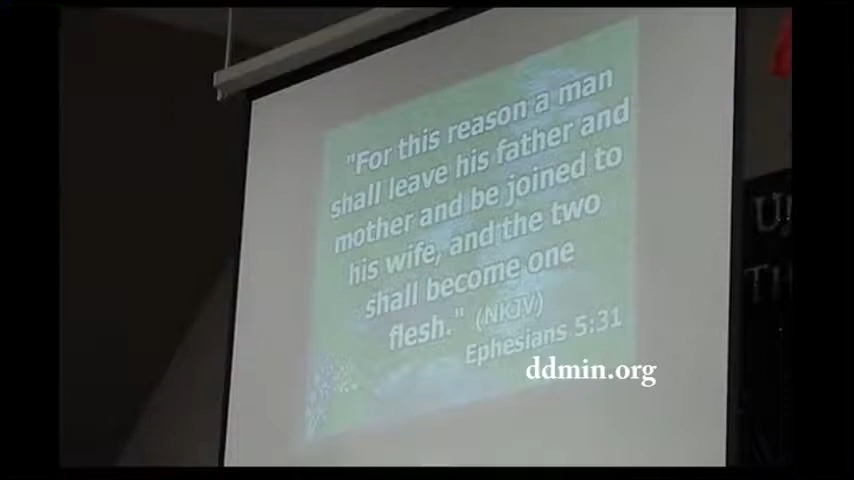 "For this reason a man
shall leave his father and
mother and be joined to
his wife, and the two
shall become one
flesh." (NKJV)
Ephesians 5:31
ddmin.org